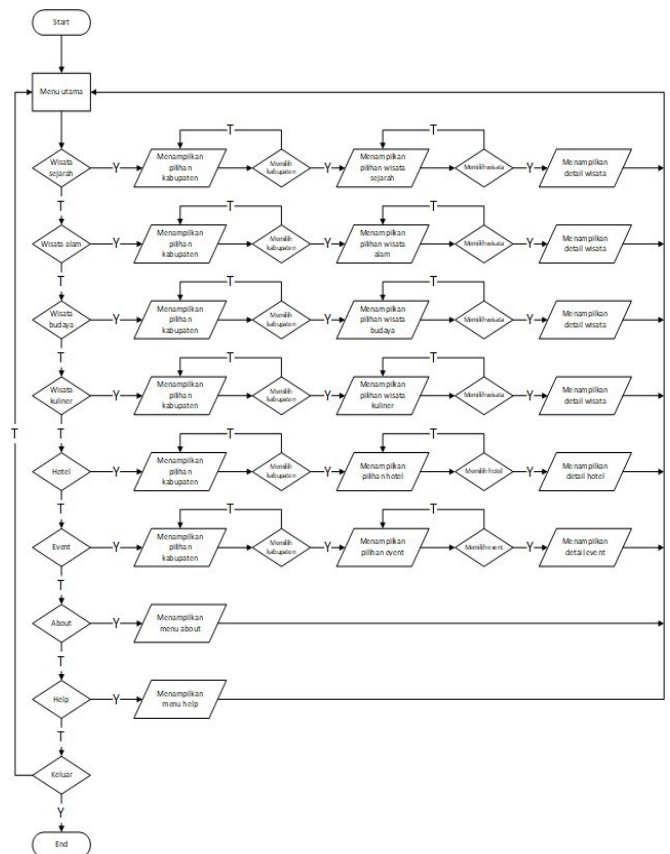 Start
Menu utama
T
Wisata
sejarah
Y
Menampilkan
pilihan
kabupaten
T
Memilih
kabupaten
Y
Menampilkan
pilihan wisata
sejarah
T
Memilih wisata
Y
Menampilkan
detail wisata
T
Wisata alam
Y
Menampilkan
pilihan
kabupaten
T
Memilih
kabupaten
Y
Menampilkan
pilihan wisata
alam
T
Memilih wisata
Y
Menampilkan
detail wisata
T
Wisata
budaya
Y
Menampilkan
pilihan
kabupaten
T
Memilih
kabupaten
Y
Menampilkan
pilihan wisata
budaya
T
Memilih wisata
Y
Menampilkan
detail wisata
T
Wisata
kuliner
Y
Menampilkan
pilihan
kabupaten
T
Memilih
kabupaten
Y
Menampilkan
pilihan wisata
kuliner
T
Memilih wisata
Y
Menampilkan
detail wisata
T
T
Hotel
Y
Menampilkan
pilihan
kabupaten
T
Memilih
kabupaten
Y
Menampilkan
pilihan hotel
T
Memilih hotel
Y
Menampilkan
detail hotel
T
Event
Y
Menampilkan
pilihan
kabupaten
T
Memilih
kabupaten
Y
Menampilkan
pilihan event
T
Memilih event
Y
Menampilkan
detail event
T
About
Y
Menampilkan
menu about
T
Help
Y
Menampilkan
menu help
T
Keluar
Y
End